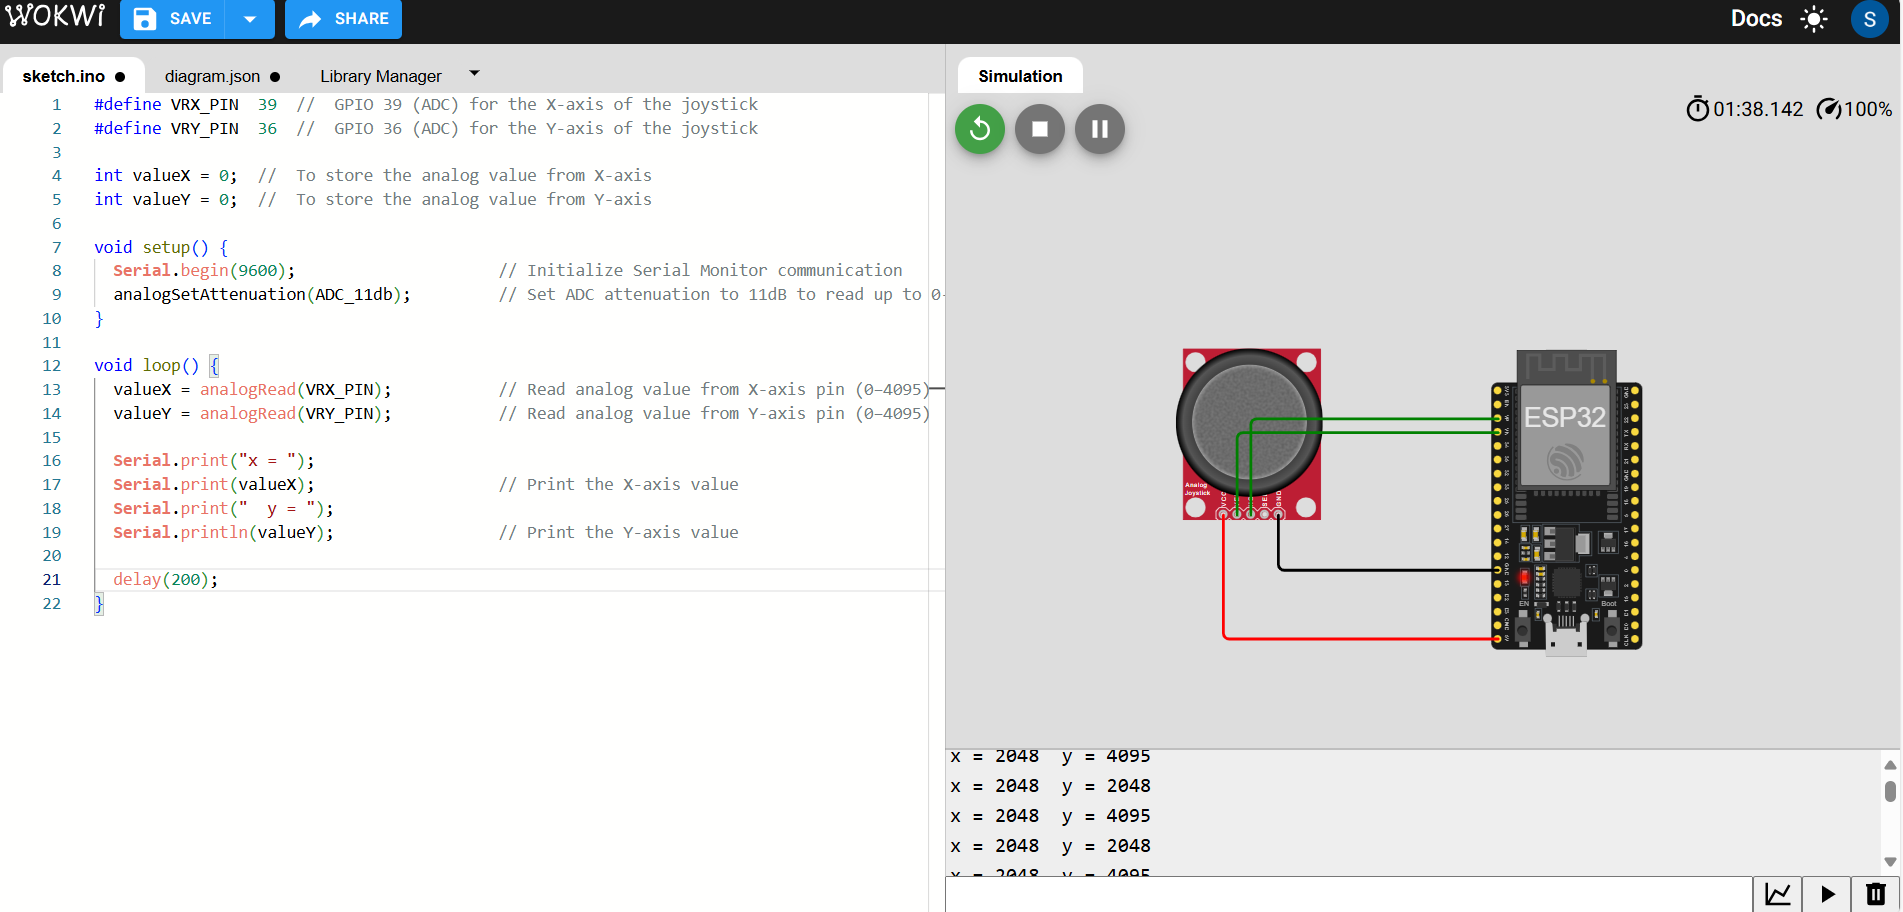 WOKWi
SAVE
SHARE
Docs
S
sketch.ino
diagram.json
Library Manager
Simulation
01:38.142
100%
1 #define VRX_PIN  39  //  GPIO 39 (ADC) for the X-axis of the joystick
2 #define VRY_PIN  36  //  GPIO 36 (ADC) for the Y-axis of the joystick
3
4 int valueX = 0;  //  To store the analog value from X-axis
5 int valueY = 0;  //  To store the analog value from Y-axis
6
7 void setup() {
8   Serial.begin(9600);                     // Initialize Serial Monitor communication
9   analogSetAttenuation(ADC_11db);         // Set ADC attenuation to 11dB to read up to 0-
10 }
11
12 void loop() {
13   valueX = analogRead(VRX_PIN);           // Read analog value from X-axis pin (0–4095)
14   valueY = analogRead(VRY_PIN);           // Read analog value from Y-axis pin (0–4095)
15
16   Serial.print("x = ");
17   Serial.print(valueX);                   // Print the X-axis value
18   Serial.print("  y = ");
19   Serial.println(valueY);                 // Print the Y-axis value
20
21   delay(200);
22 }
Analog
Joystick
VCC
GND
ESP32
EN
Boot
x = 2048  y = 4095
x = 2048  y = 2048
x = 2048  y = 4095
x = 2048  y = 2048
x = 2048  y = 4095